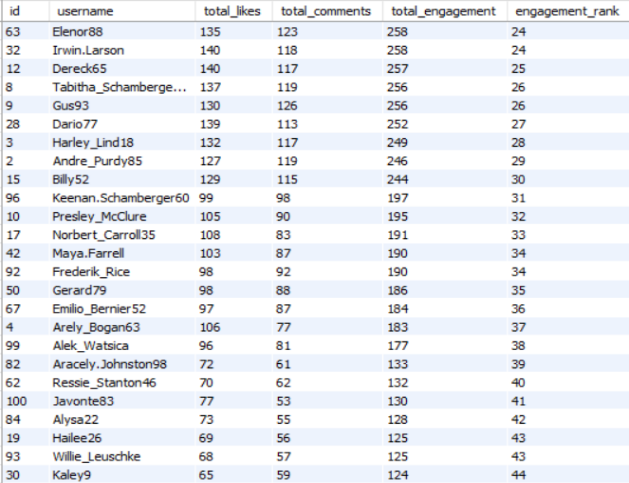 id username total_likes total_comments total_engagement engagement_rank
63 Elenor88 135 123 258 24
32 Irwin.Larson 140 118 258 24
12 Dereck65 140 117 257 25
8 Tabitha_Schamberge... 137 119 256 26
9 Gus93 130 126 256 26
28 Dario77 139 113 252 27
3 Harley_Lind18 132 117 249 28
2 Andre_Purdy85 127 119 246 29
15 Billy52 129 115 244 30
96 Keenan.Schamberger60 99 98 197 31
10 Presley_McClure 105 90 195 32
17 Norbert_Carroll35 108 83 191 33
42 Maya.Farrell 103 87 190 34
92 Frederik_Rice 98 92 190 34
50 Gerard79 98 88 186 35
67 Emilio_Bernier52 97 87 184 36
4 Arely_Bogan63 106 77 183 37
99 Alek_Watsica 96 81 177 38
82 Aracely.Johnston98 72 61 133 39
62 Ressie_Stanton46 70 62 132 40
100 Javonte83 77 53 130 41
84 Alysa22 73 55 128 42
19 Hailee26 69 56 125 43
93 Willie_Leuschke 68 57 125 43
30 Kaley9 65 59 124 44